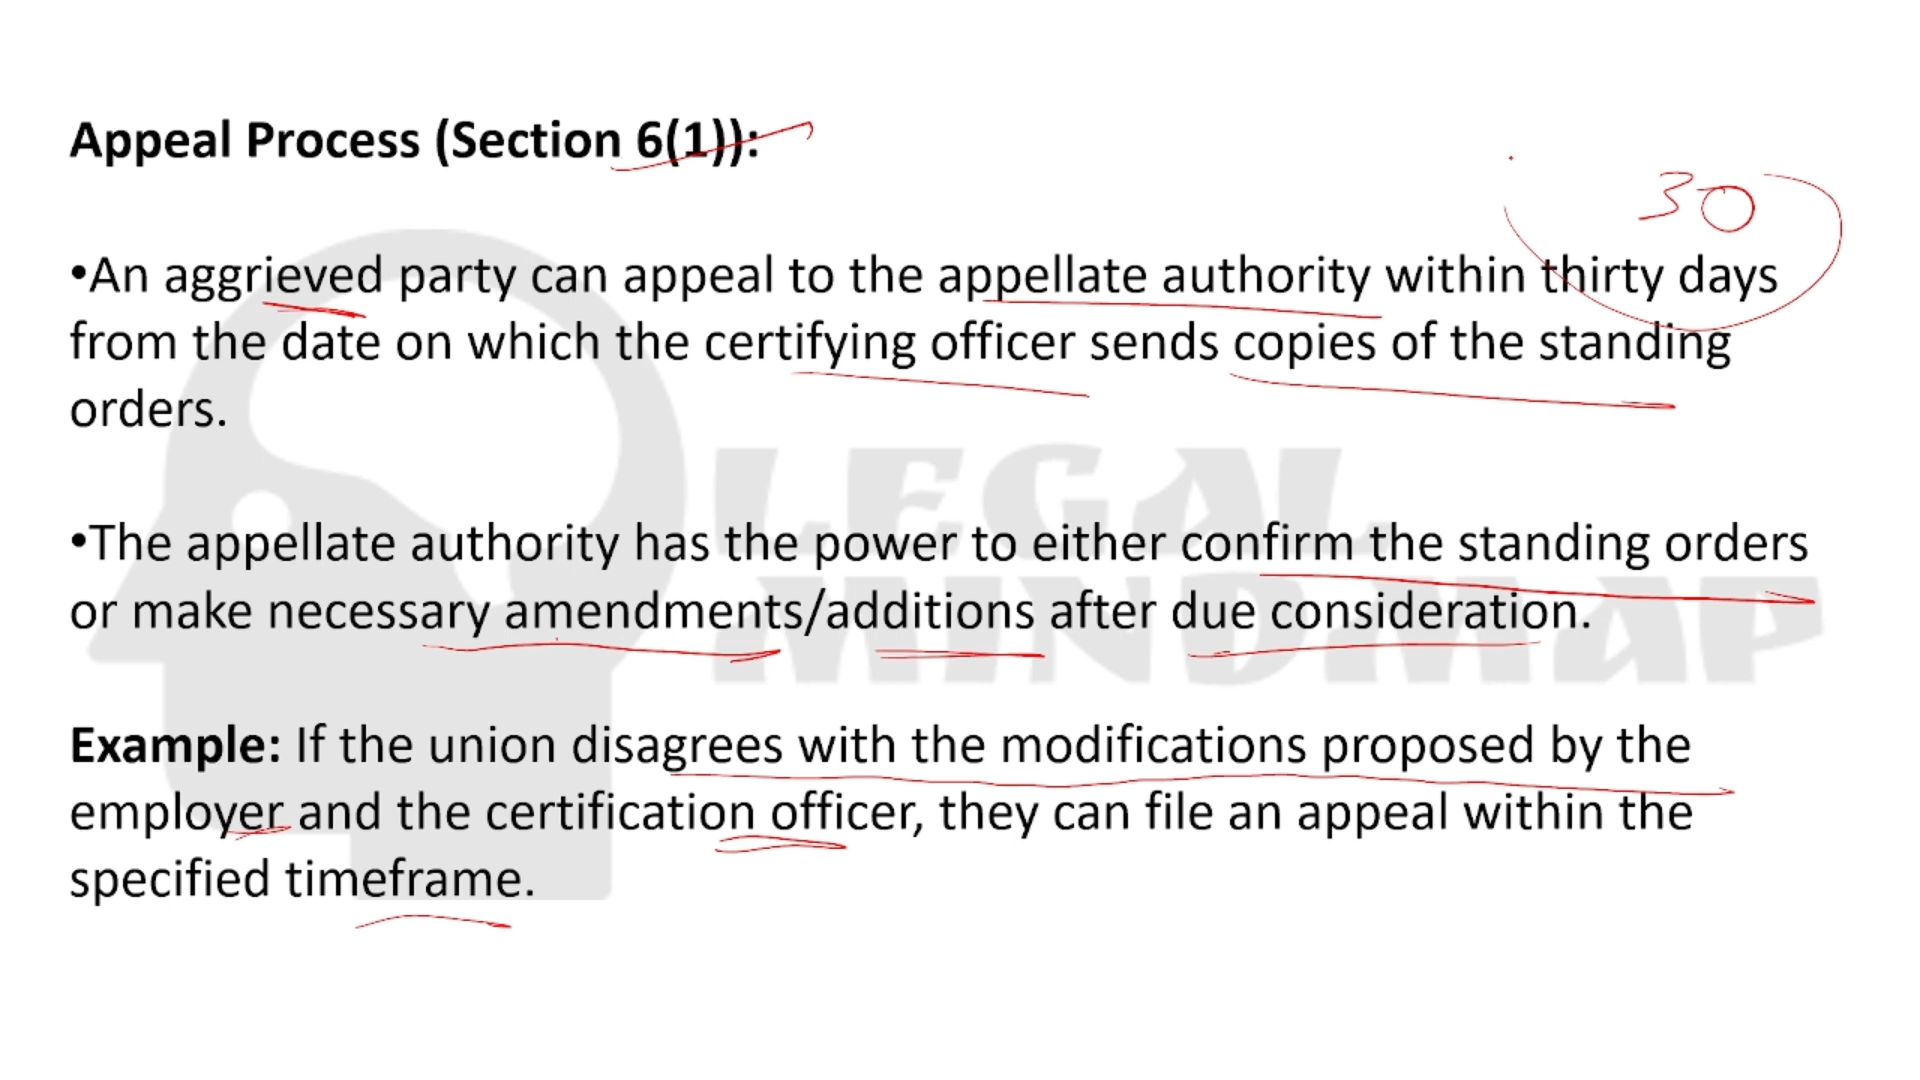 Appeal Process (Section 6(1)):
30
•An aggrieved party can appeal to the appellate authority within thirty days
from the date on which the certifying officer sends copies of the standing
orders.
LEGAL
MINDMAP
•The appellate authority has the power to either confirm the standing orders
or make necessary amendments/additions after due consideration.
Example: If the union disagrees with the modifications proposed by the
employer and the certification officer, they can file an appeal within the
specified timeframe.